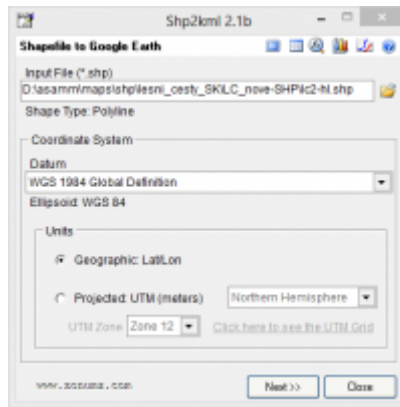 Shp2kml 2.1b
Shapefile to Google Earth
Input File (*.shp)
D:\asamm\maps\shp\lesni_cesty_SK\LC_nove-SHP\lc2-hl.shp
Shape Type: Polyline
Coordinate System
Datum
WGS 1984 Global Definition
Ellipsoid: WGS 84
Units
Geographic: Lat/Lon
Projected: UTM (meters) Northern Hemisphere
UTM Zone Zone 12 Click here to see the UTM Grid
www.zonums.com Next >> Close